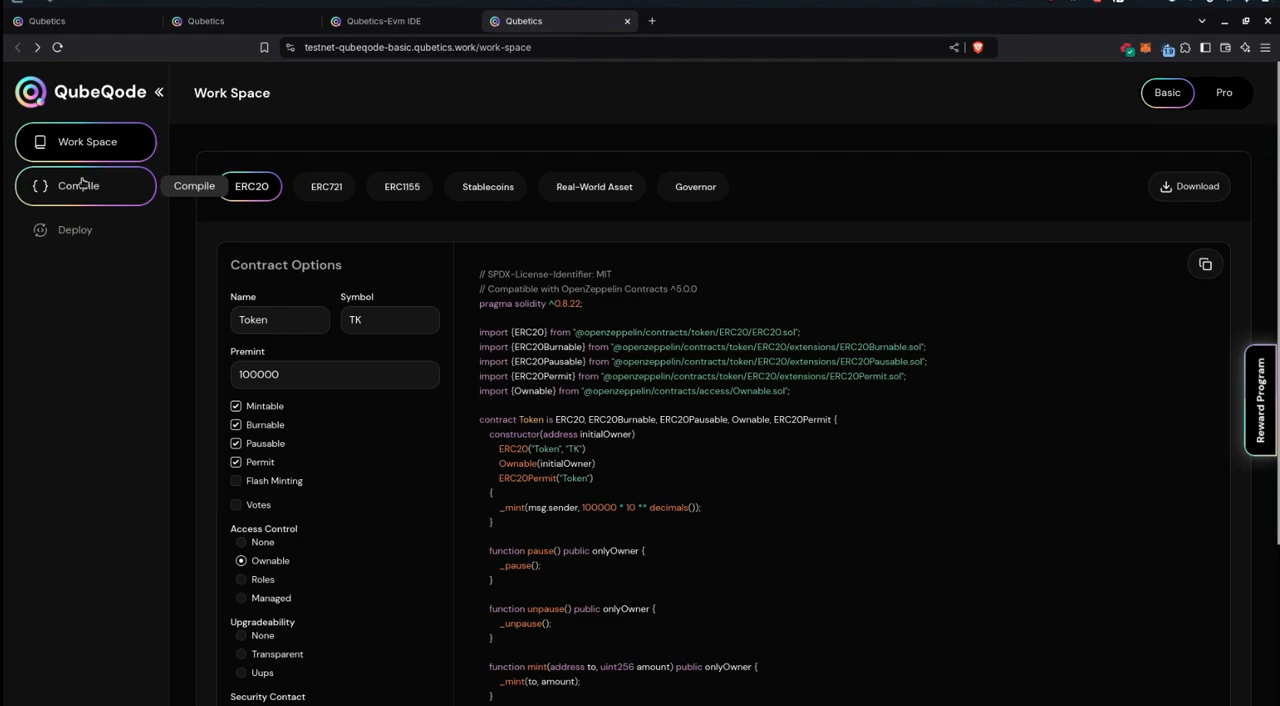 Qubetics
Qubetics
Qubetics-Evm IDE
Qubetics
testnet-qubeqode-basic.qubetics.work/work-space
QubeQode
Work Space
Basic
Pro
Work Space
Compile
Compile
ERC20
ERC721
ERC1155
Stablecoins
Real-World Asset
Governor
Download
Deploy
Contract Options
Name
Symbol
Token
TK
Premint
100000
Mintable
Burnable
Pausable
Permit
Flash Minting
Votes
Access Control
None
Ownable
Roles
Managed
Upgradeability
None
Transparent
Uups
Security Contact
// SPDX-License-Identifier: MIT
// Compatible with OpenZeppelin Contracts ^5.0.0
pragma solidity ^0.8.22;
import {ERC20} from "@openzeppelin/contracts/token/ERC20/ERC20.sol";
import {ERC20Burnable} from "@openzeppelin/contracts/token/ERC20/extensions/ERC20Burnable.sol";
import {ERC20Pausable} from "@openzeppelin/contracts/token/ERC20/extensions/ERC20Pausable.sol";
import {ERC20Permit} from "@openzeppelin/contracts/token/ERC20/extensions/ERC20Permit.sol";
import {Ownable} from "@openzeppelin/contracts/access/Ownable.sol";
contract Token is ERC20, ERC20Burnable, ERC20Pausable, Ownable, ERC20Permit {
constructor(address initialOwner)
ERC20("Token", "TK")
Ownable(initialOwner)
ERC20Permit("Token")
{
_mint(msg.sender, 100000 * 10 ** decimals());
}
function pause() public onlyOwner {
_pause();
}
function unpause() public onlyOwner {
_unpause();
}
function mint(address to, uint256 amount) public onlyOwner {
_mint(to, amount);
}
Reward Program